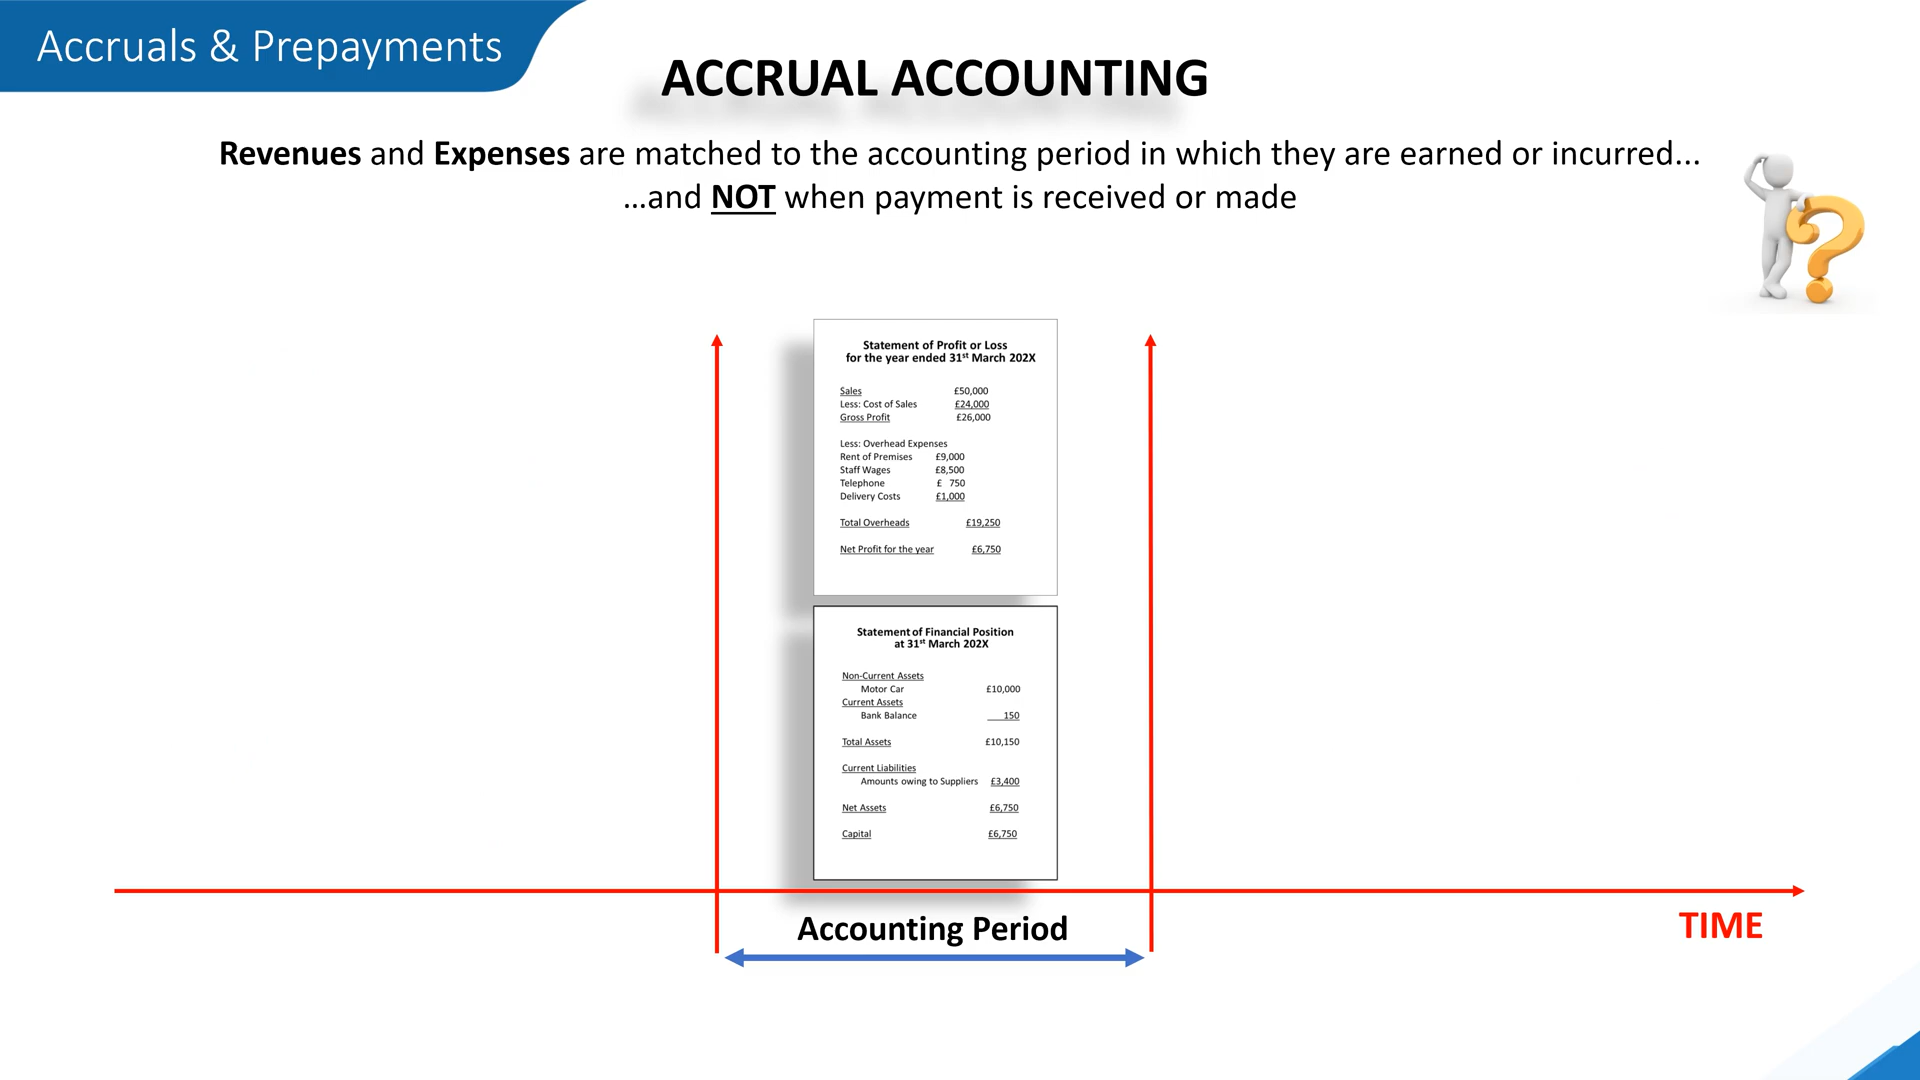 Accruals & Prepayments
ACCRUAL ACCOUNTING
Revenues and Expenses are matched to the accounting period in which they are earned or incurred...
...and NOT when payment is received or made
Statement of Profit or Loss
for the year ended 31st March 202X
Sales £50,000
Less: Cost of Sales £24,000
Gross Profit £26,000
Less: Overhead Expenses
Rent of Premises £9,000
Staff Wages £8,500
Telephone £ 750
Delivery Costs £1,000
Total Overheads £19,250
Net Profit for the year £6,750
Statement of Financial Position
at 31st March 202X
Non-Current Assets
Motor Car £10,000
Current Assets
Bank Balance 150
Total Assets £10,150
Current Liabilities
Amounts owing to Suppliers £3,400
Net Assets £6,750
Capital £6,750
Accounting Period
TIME